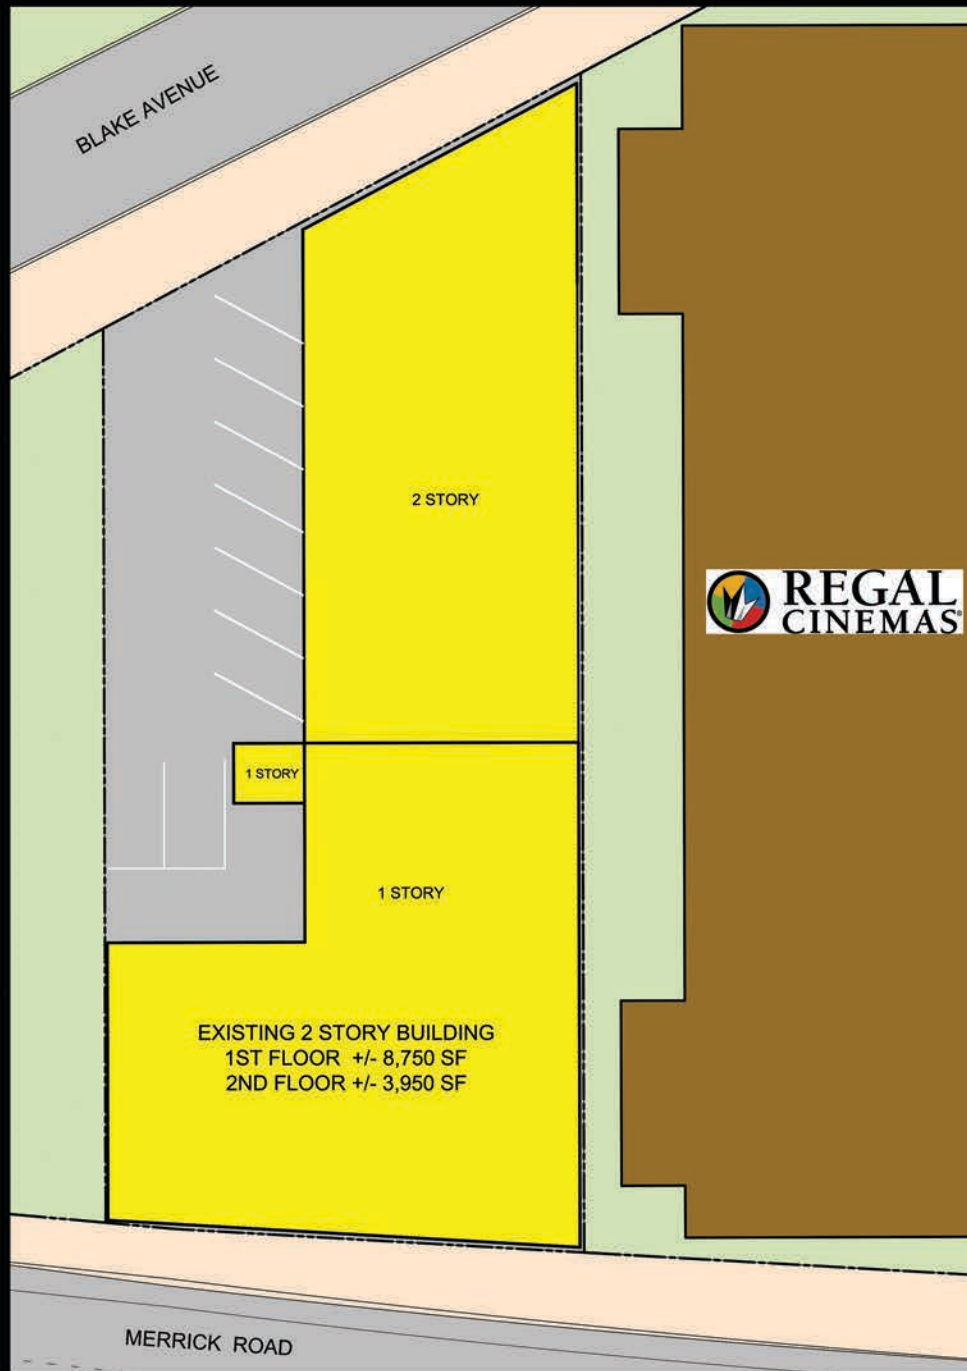 BLAKE AVENUE
2 STORY
REGAL
CINEMAS®
1 STORY
1 STORY
EXISTING 2 STORY BUILDING
1ST FLOOR +/- 8,750 SF
2ND FLOOR +/- 3,950 SF
MERRICK ROAD